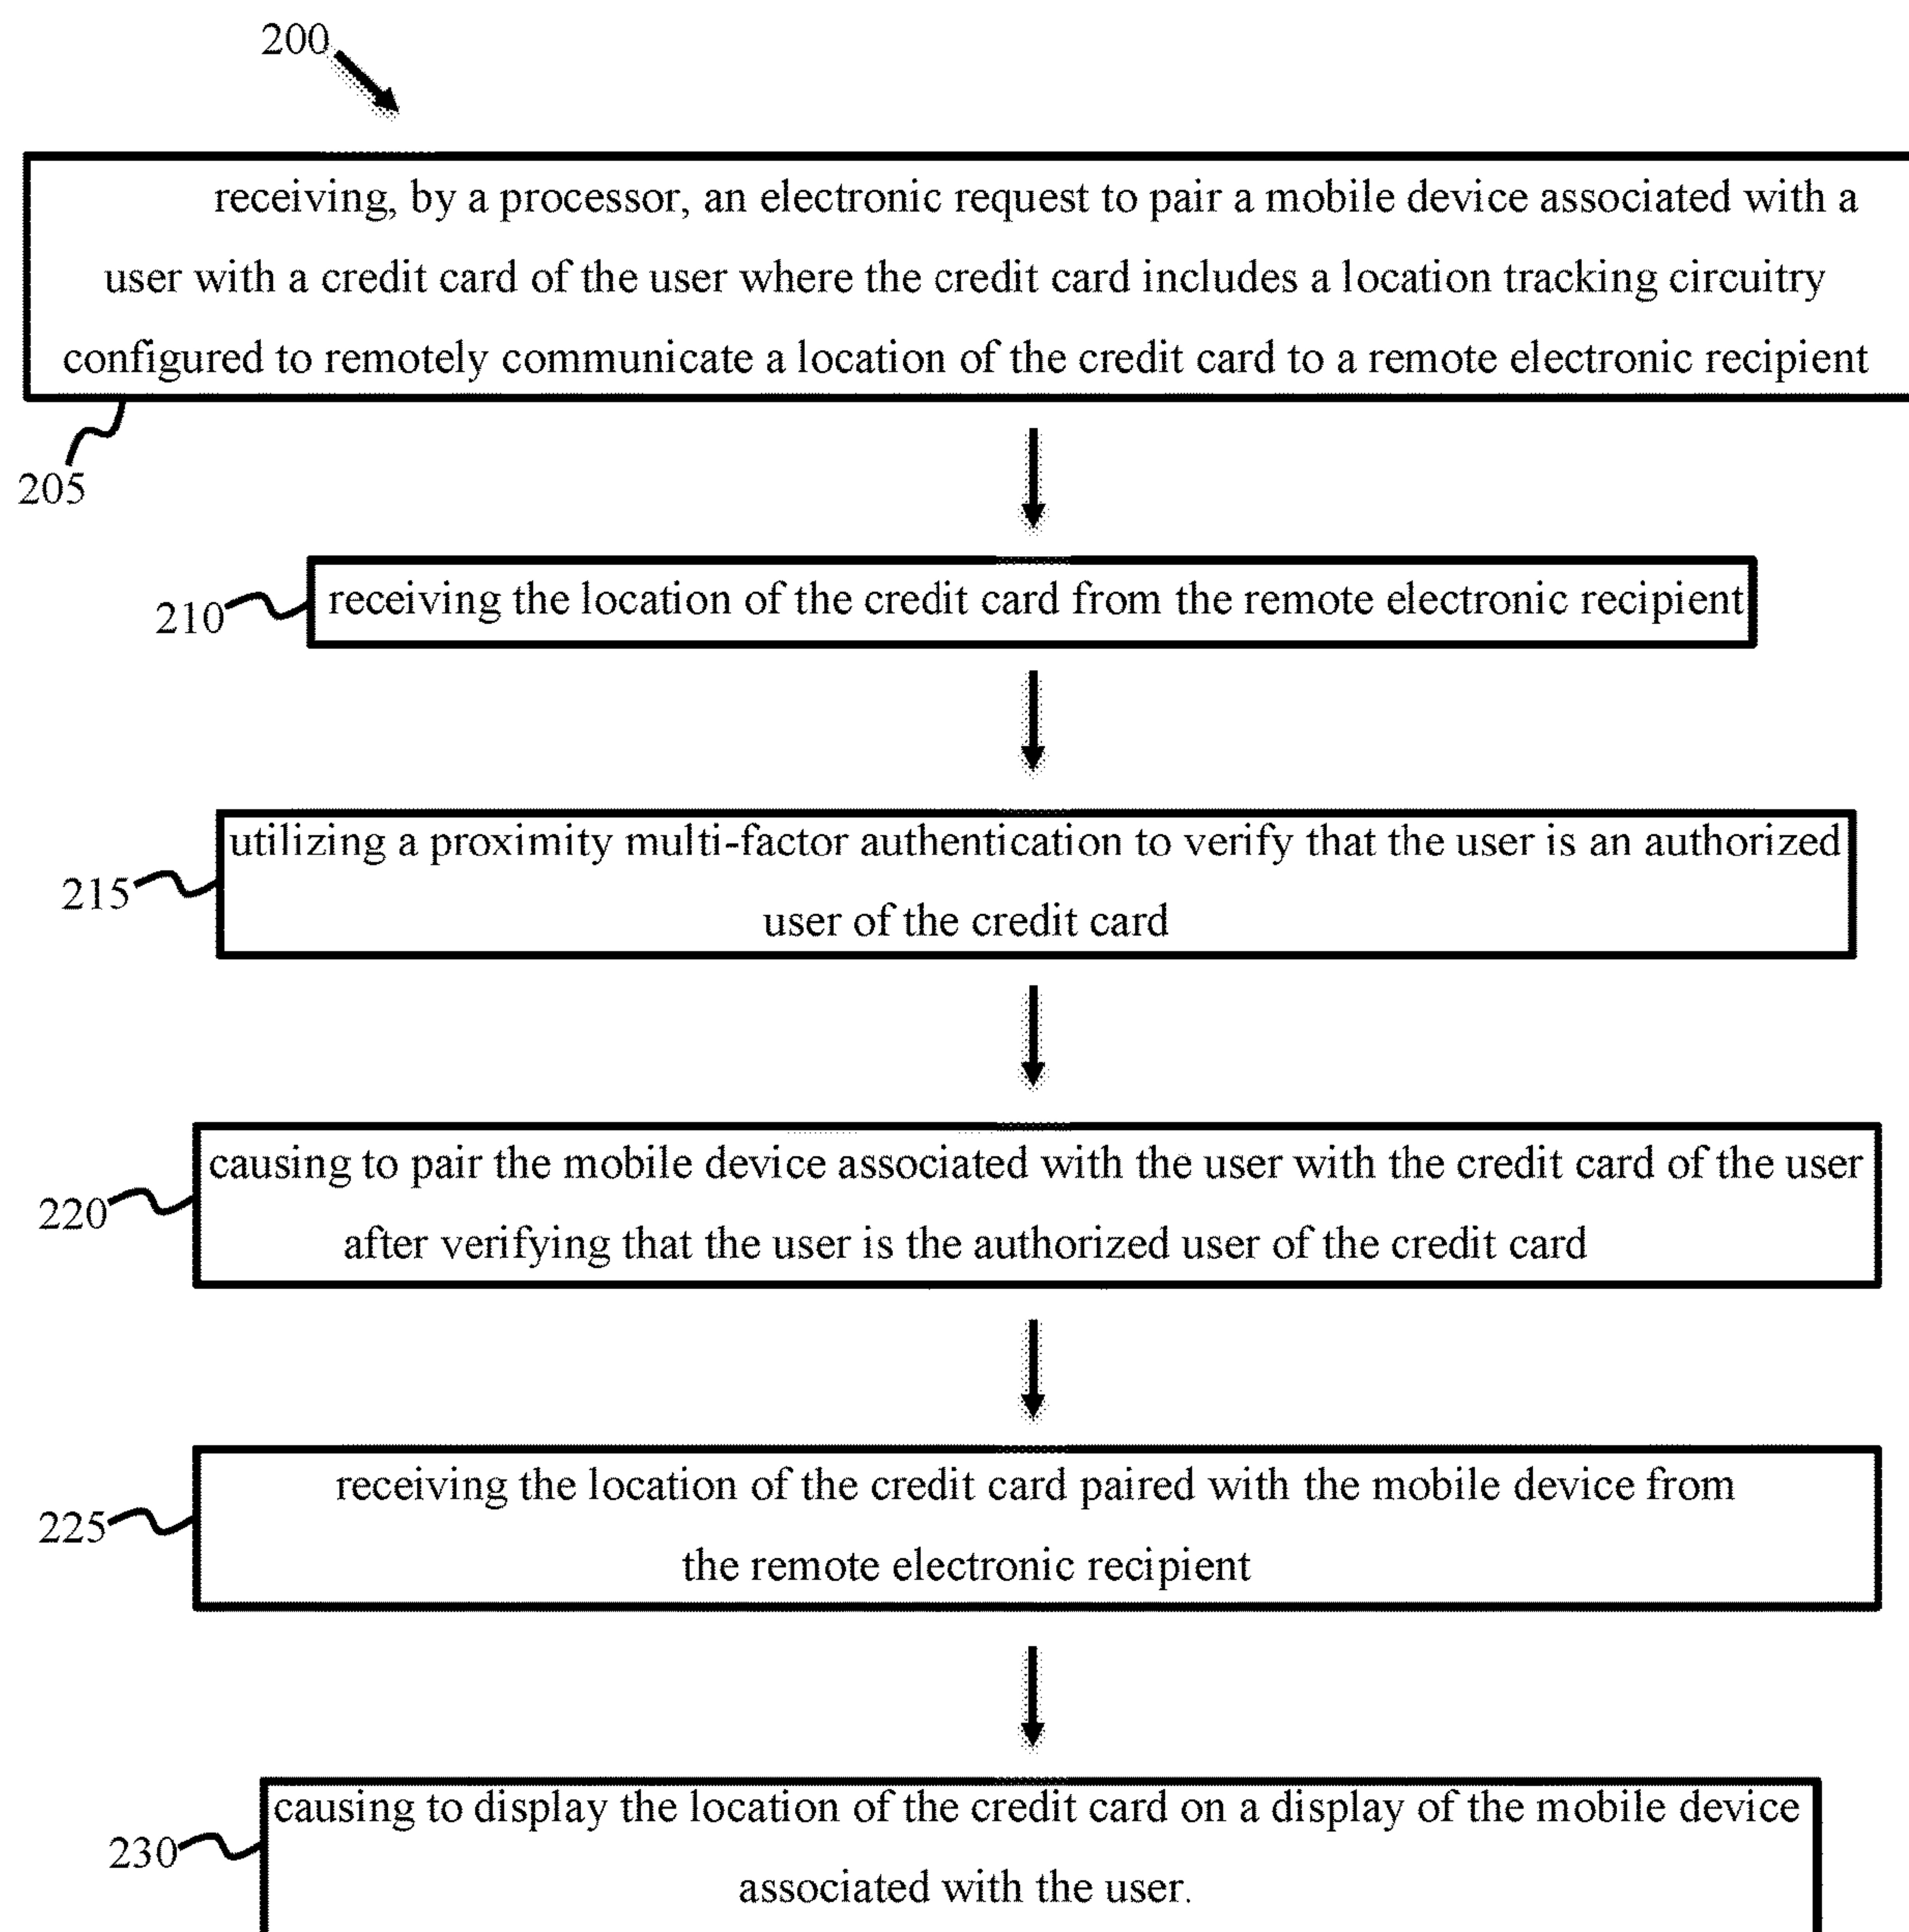 200
receiving, by a processor, an electronic request to pair a mobile device associated with a
user with a credit card of the user where the credit card includes a location tracking circuitry
configured to remotely communicate a location of the credit card to a remote electronic recipient
205
210
receiving the location of the credit card from the remote electronic recipient
215
utilizing a proximity multi-factor authentication to verify that the user is an authorized
user of the credit card
220
causing to pair the mobile device associated with the user with the credit card of the user
after verifying that the user is the authorized user of the credit card
225
receiving the location of the credit card paired with the mobile device from
the remote electronic recipient
230
causing to display the location of the credit card on a display of the mobile device
associated with the user.